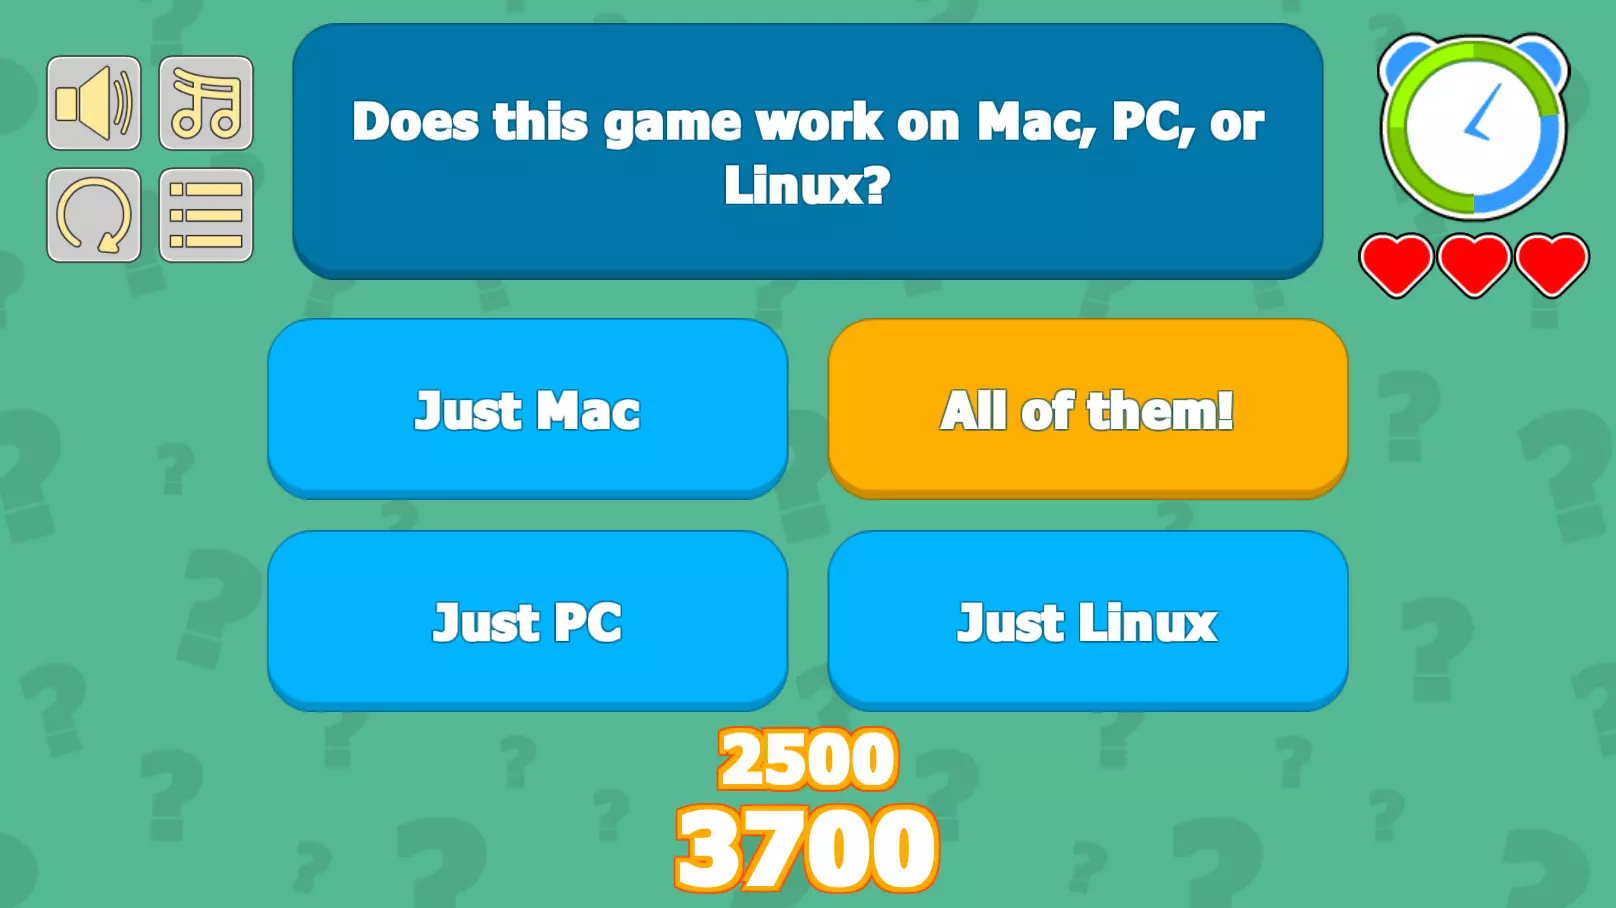 Does this game work on Mac, PC, or
Linux?
Just Mac
All of them!
Just PC
Just Linux
2500
3700